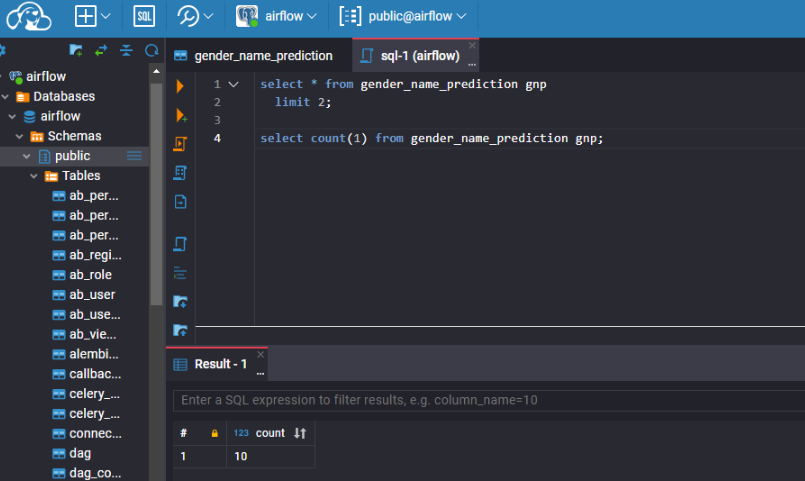 SQL
airflow
public@airflow
airflow
Databases
airflow
Schemas
public
Tables
ab_per...
ab_per...
ab_per...
ab_regi...
ab_role
ab_user
ab_use...
ab_vie...
alembi...
callbac...
celery_...
celery_...
connec...
dag
dag_co...
gender_name_prediction
sql-1 (airflow)
...
1 select * from gender_name_prediction gnp
2 limit 2;
3
4 select count(1) from gender_name_prediction gnp;
Result - 1
...
Enter a SQL expression to filter results, e.g. column_name=10
# 123 count
1 10